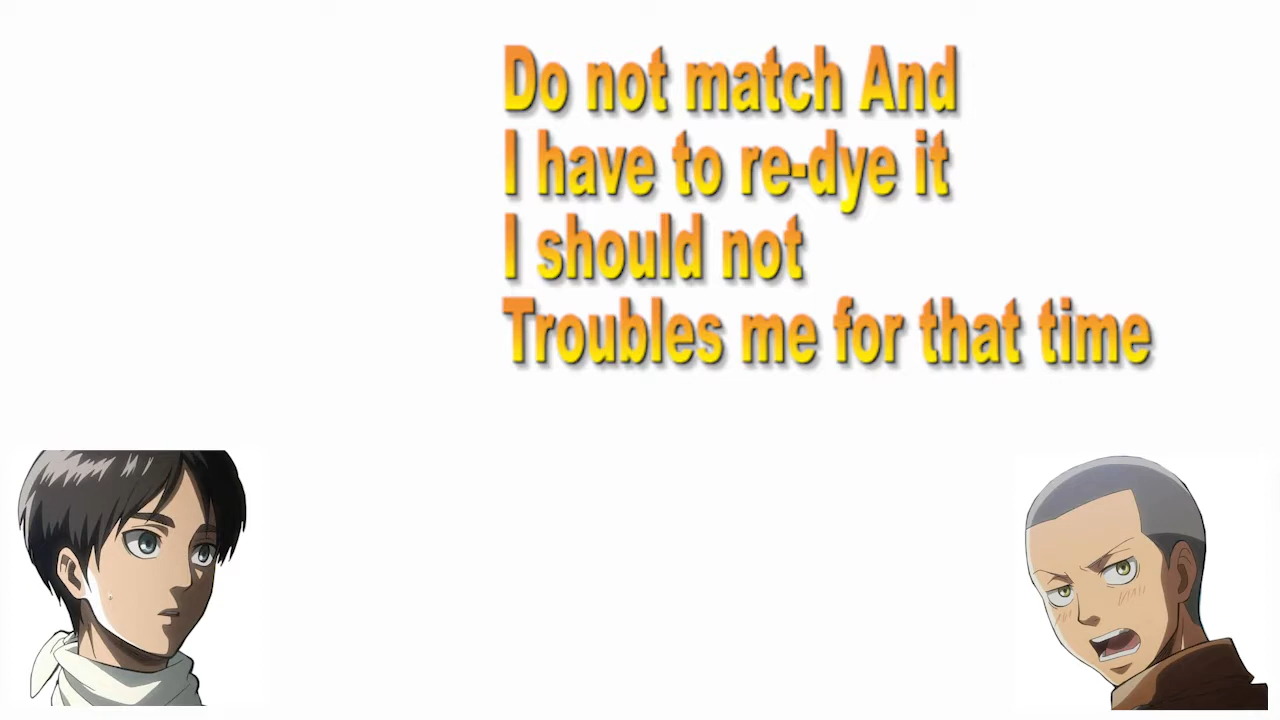 Do not match And
I have to re-dye it
I should not
Troubles me for that time